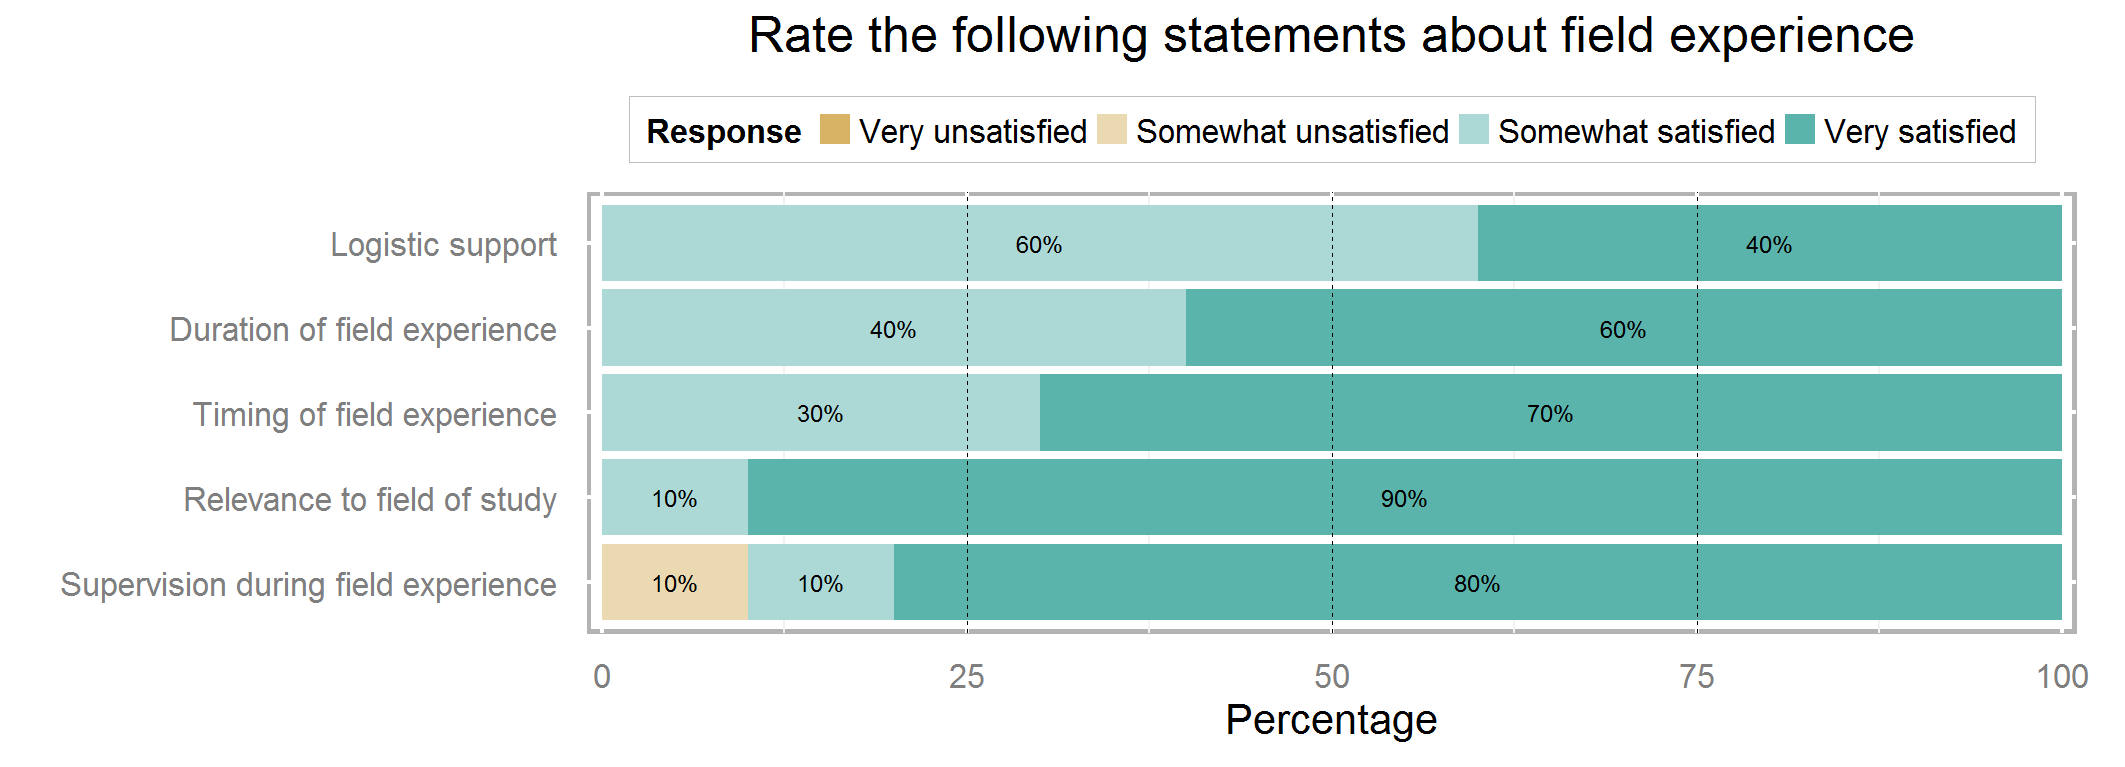 Rate the following statements about field experience
Response Very unsatisfied Somewhat unsatisfied Somewhat satisfied Very satisfied
Logistic support 60% 40%
Duration of field experience 40% 60%
Timing of field experience 30% 70%
Relevance to field of study 10% 90%
Supervision during field experience 10% 10% 80%
0 25 50 75 100
Percentage